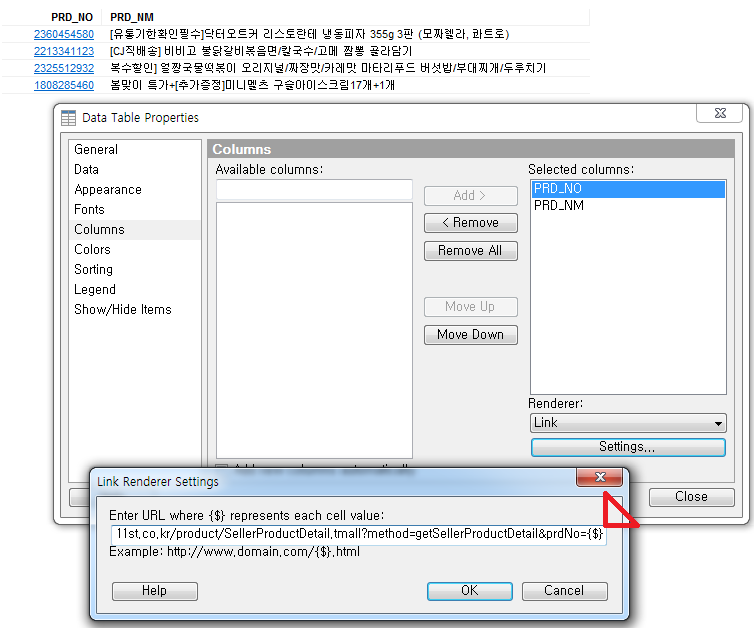 PRD_NO PRD_NM
2360454580 [유통기한확인필수]닥터오트커 리스토란테 냉동피자 355g 3판 (모짜렐라, 콰트로)
2213341123 [CJ직배송] 비비고 불닭갈비볶음면/칼국수/고메 짬뽕 골라담기
2325512932 복수할인] 얼짱국물떡볶이 오리지널/짜장맛/카레맛 마타리푸드 버섯밥/부대찌개/두루치기
1808285460 봄맞이 특가+[추가증정]미니멜츠 구슬아이스크림17개+1개
Data Table Properties
General
Data
Appearance
Fonts
Columns
Colors
Sorting
Legend
Show/Hide Items
Columns
Available columns:
Add >
< Remove
Remove All
Move Up
Move Down
Selected columns:
PRD_NO
PRD_NM
Renderer:
Link
Settings...
Close
Link Renderer Settings
Enter URL where {$} represents each cell value:
11st.co.kr/product/SellerProductDetail.tmall?method=getSellerProductDetail&prdNo={$}
Example: http://www.domain.com/{$}.html
Help
OK
Cancel